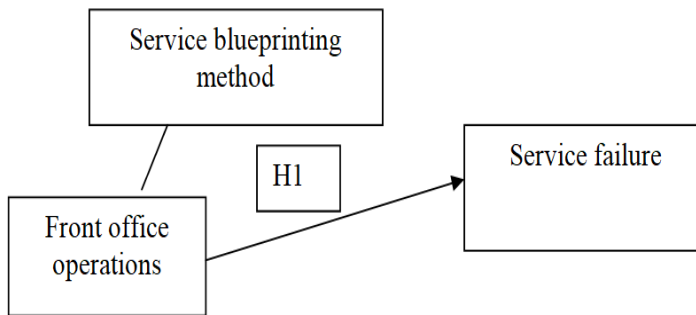 Service blueprinting
method
H1
Service failure
Front office
operations